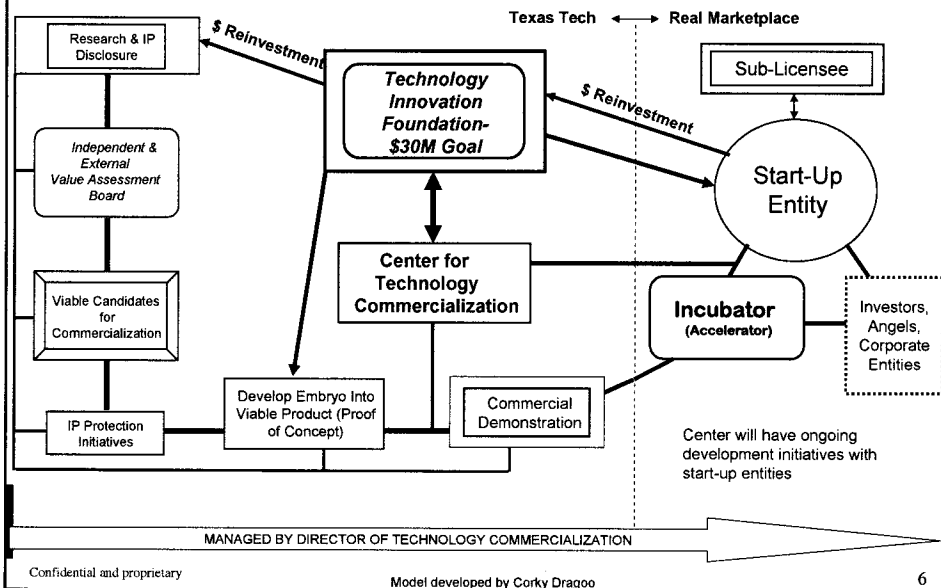 Texas Tech
Real Marketplace
Research & IP
Disclosure
$ Reinvestment
Technology
Innovation
Foundation-
$30M Goal
$ Reinvestment
Sub-Licensee
Independent &
External
Value Assessment
Board
Start-Up
Entity
Center for
Technology
Commercialization
Viable Candidates
for
Commercialization
Incubator
(Accelerator)
Investors,
Angels,
Corporate
Entities
IP Protection
Initiatives
Develop Embryo Into
Viable Product (Proof
of Concept)
Commercial
Demonstration
Center will have ongoing
development initiatives with
start-up entities
MANAGED BY DIRECTOR OF TECHNOLOGY COMMERCIALIZATION
Confidential and proprietary
Model developed by Corky Dragoo
6